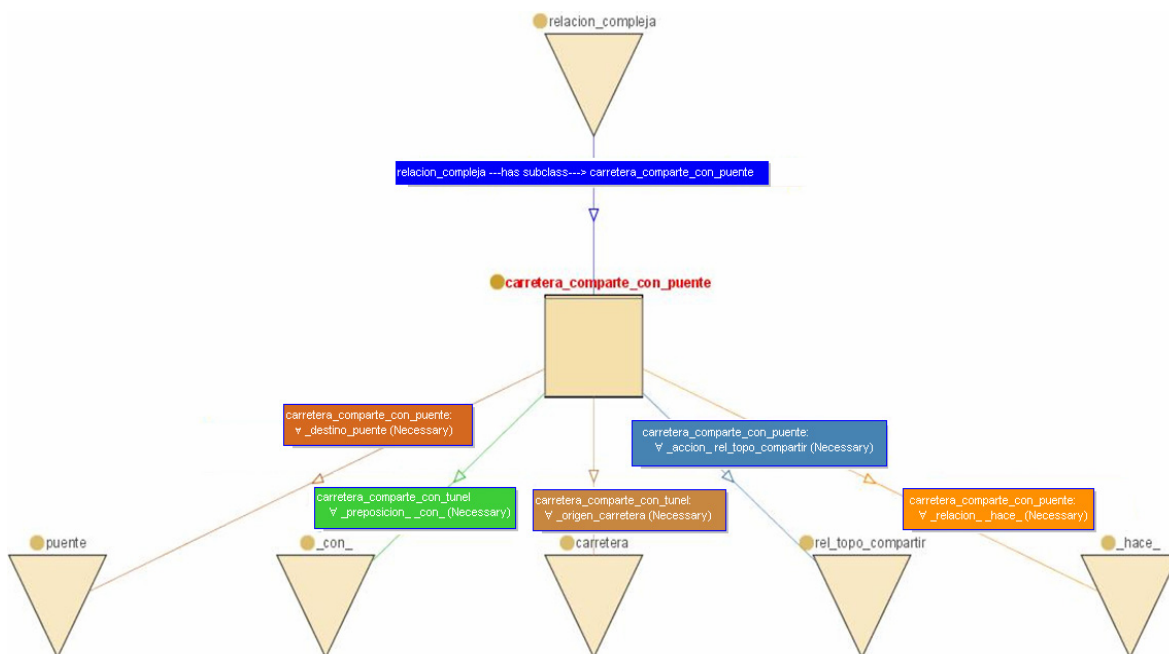 relacion_compleja
relacion_compleja ---has subclass---> carretera_comparte_con_puente
carretera_comparte_con_puente
carretera_comparte_con_puente:
∀ _destino_puente (Necessary)
carretera_comparte_con_puente:
∀ _accion_ rel_topo_compartir (Necessary)
carretera_comparte_con_tunel
∀ _preposicion_ _con_ (Necessary)
carretera_comparte_con_tunel:
∀ _origen_carretera (Necessary)
carretera_comparte_con_puente:
∀ _relacion_ _hace_ (Necessary)
puente
_con_
carretera
rel_topo_compartir
_hace_